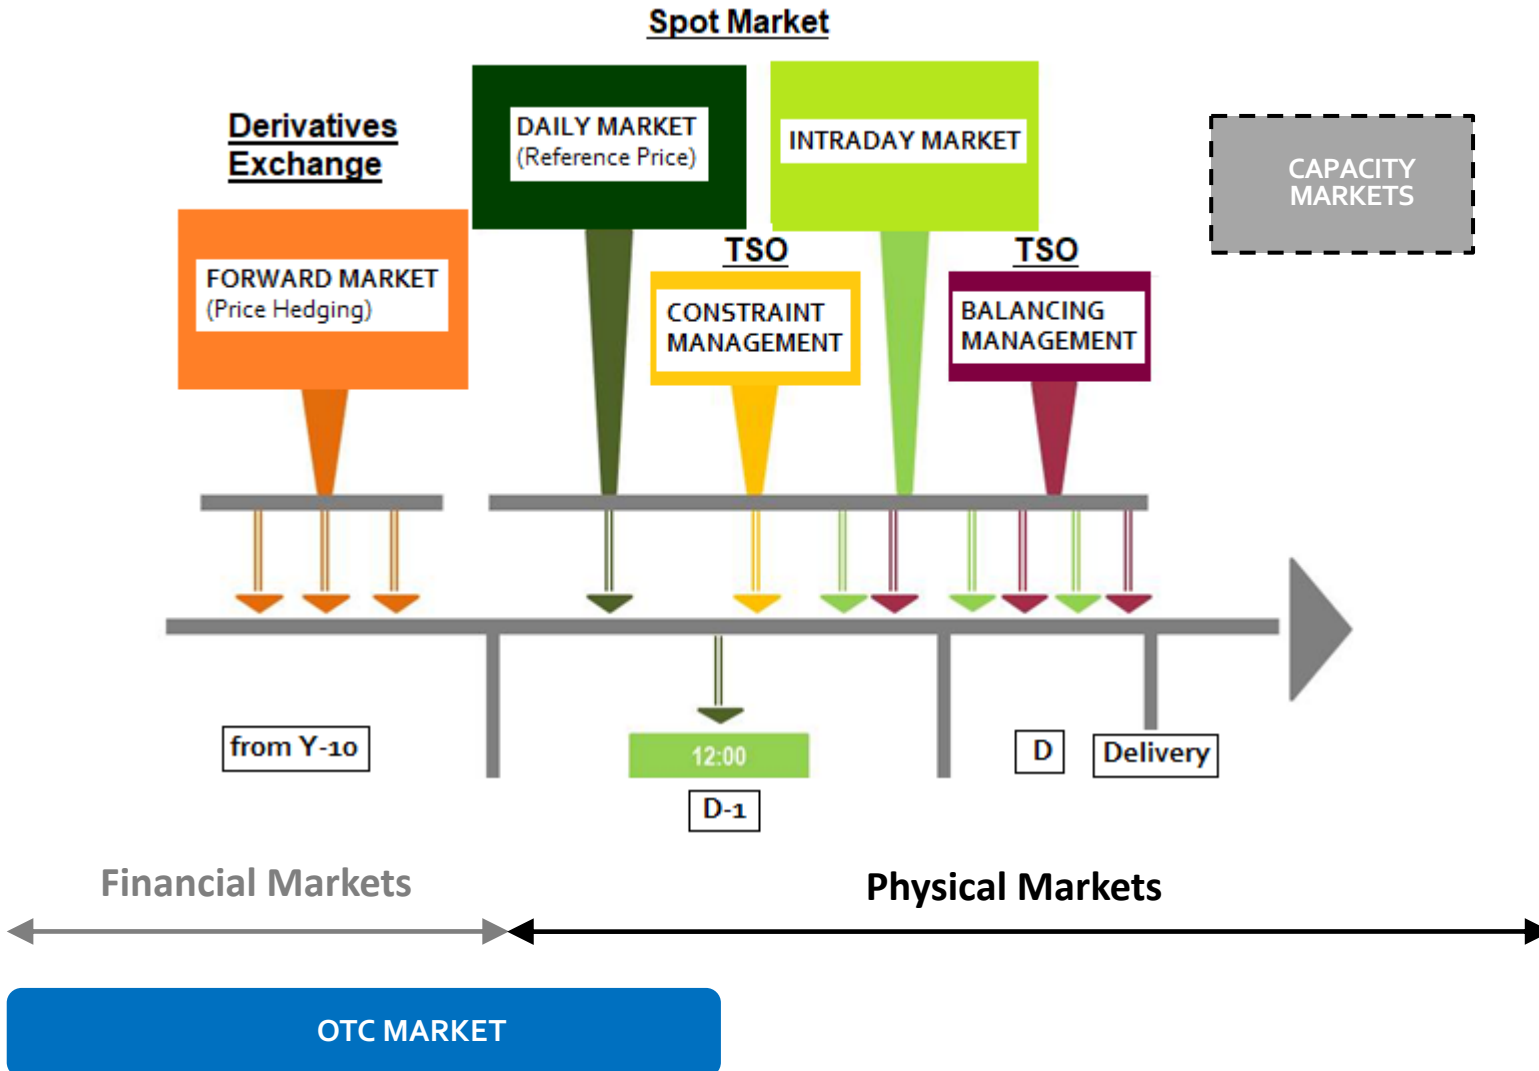 Spot Market
Derivatives
Exchange
DAILY MARKET
(Reference Price)
INTRADAY MARKET
CAPACITY
MARKETS
FORWARD MARKET
(Price Hedging)
TSO
CONSTRAINT
MANAGEMENT
TSO
BALANCING
MANAGEMENT
from Y-10
12:00
D-1
D
Delivery
Financial Markets
Physical Markets
OTC MARKET